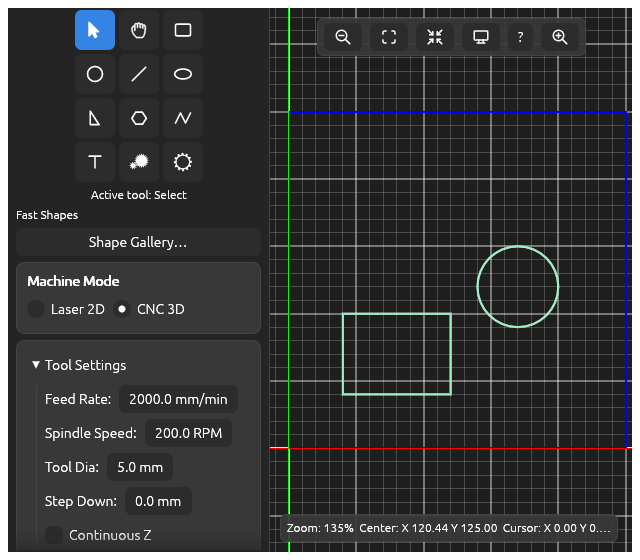 T
?
Active tool: Select
Fast Shapes
Shape Gallery...
Machine Mode
Laser 2D CNC 3D
▼ Tool Settings
Feed Rate: 2000.0 mm/min
Spindle Speed: 200.0 RPM
Tool Dia: 5.0 mm
Step Down: 0.0 mm
Continuous Z
Zoom: 135% Center: X 120.44 Y 125.00 Cursor: X 0.00 Y 0....